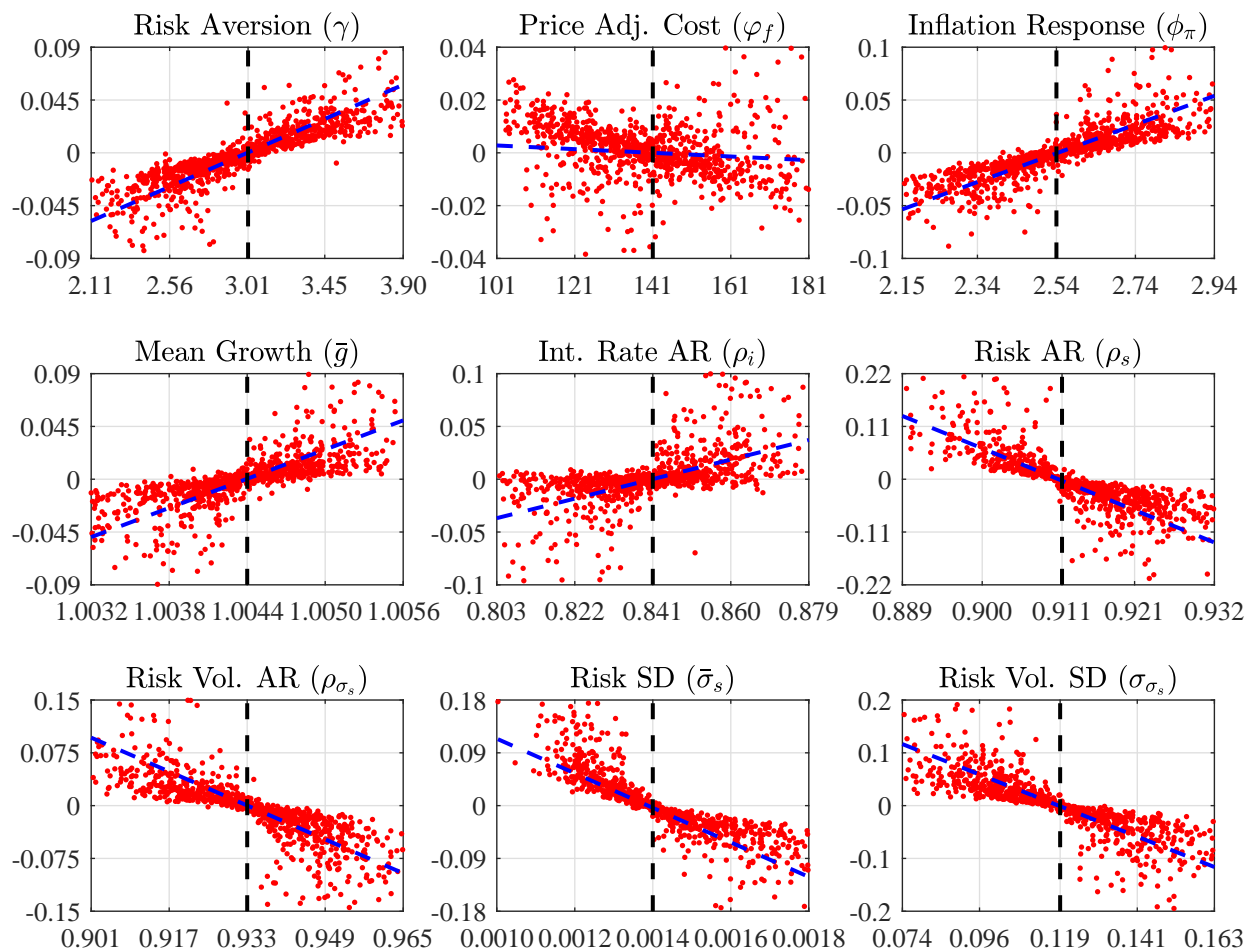 Risk Aversion (γ)
Price Adj. Cost (φ_f)
Inflation Response (ϕ_π)
0.09
0.045
0
-0.045
-0.09
2.11 2.56 3.01 3.45 3.90
0.04
0.02
0
-0.02
-0.04
101 121 141 161 181
0.1
0.05
0
-0.05
-0.1
2.15 2.34 2.54 2.74 2.94
Mean Growth (ḡ)
Int. Rate AR (ρ_i)
Risk AR (ρ_s)
0.09
0.045
0
-0.045
-0.09
1.0032 1.0038 1.0044 1.0050 1.0056
0.1
0.05
0
-0.05
-0.1
0.803 0.822 0.841 0.860 0.879
0.22
0.11
0
-0.11
-0.22
0.889 0.900 0.911 0.921 0.932
Risk Vol. AR (ρ_{σ_s})
Risk SD (σ̄_s)
Risk Vol. SD (σ_{σ_s})
0.15
0.075
0
-0.075
-0.15
0.901 0.917 0.933 0.949 0.965
0.18
0.09
0
-0.09
-0.18
0.0010 0.0012 0.0014 0.0016 0.0018
0.2
0.1
0
-0.1
-0.2
0.074 0.096 0.119 0.141 0.163